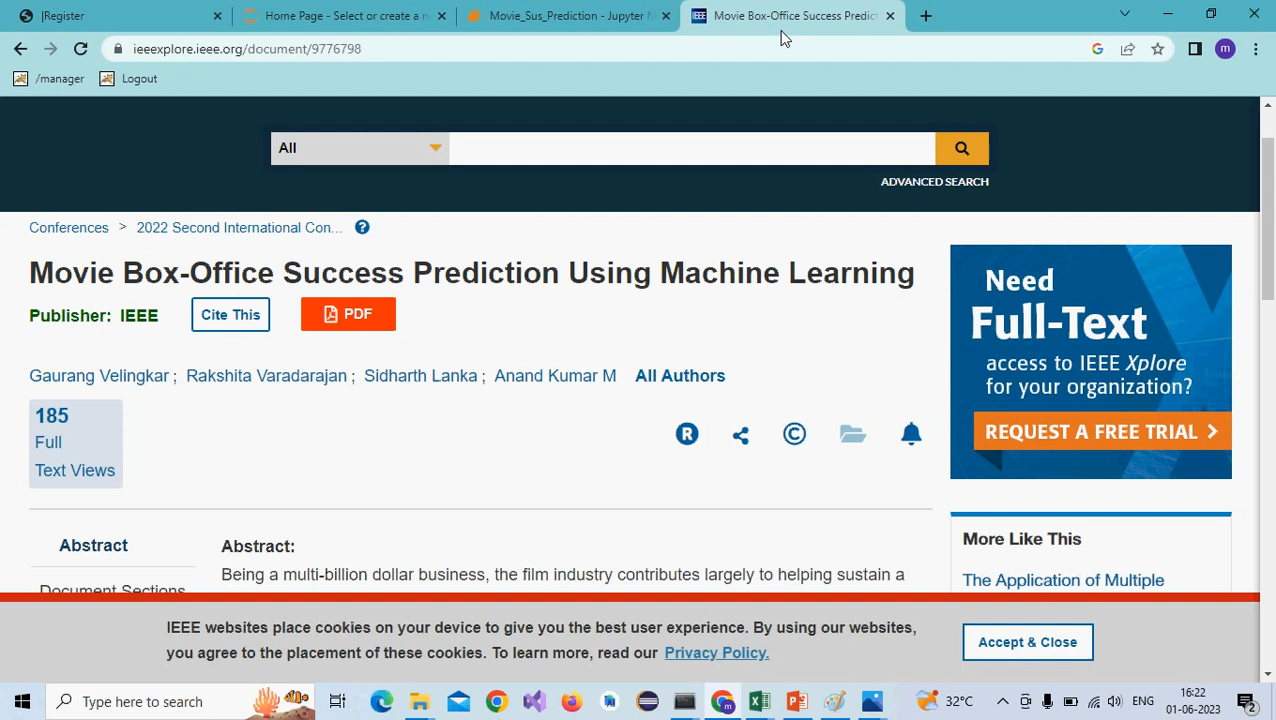 |Register
Home Page - Select or create a n
Movie_Sus_Prediction - Jupyter N
IEEE
Movie Box-Office Success Predict
ieeexplore.ieee.org/document/9776798
m
/manager
Logout
All
ADVANCED SEARCH
Conferences > 2022 Second International Con... ?
Movie Box-Office Success Prediction Using Machine Learning
Publisher: IEEE
Cite This
PDF
Gaurang Velingkar ; Rakshita Varadarajan ; Sidharth Lanka ; Anand Kumar M
All Authors
185
Full
Text Views
R
©
Need
Full-Text
access to IEEE Xplore
for your organization?
REQUEST A FREE TRIAL >
Abstract
Document Sections
Abstract:
Being a multi-billion dollar business, the film industry contributes largely to helping sustain a
More Like This
The Application of Multiple
IEEE websites place cookies on your device to give you the best user experience. By using our websites,
you agree to the placement of these cookies. To learn more, read our Privacy Policy.
Accept & Close
Type here to search
32°C
ENG
16:22
01-06-2023
2